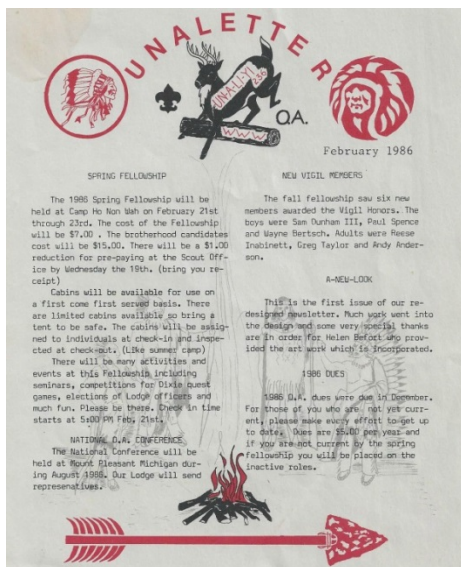 UNALETTER
UN-A-LI-YI 236
WWW
O.A.
February 1986
SPRING FELLOWSHIP
The 1986 Spring Fellowship will be
held at Camp Ho Non Wah on February 21st
through 23rd. The cost of the Fellowship
will be $7.00 . The brotherhood candidates
cost will be $15.00. There will be a $1.00
reduction for pre-paying at the Scout Off-
ice by Wednesday the 19th. (bring you re-
ceipt)
Cabins will be available for use on
a first come first served basis. There
are limited cabins available so bring a
tent to be safe. The cabins will be assig-
ned to individuals at check-in and inspe-
cted at check-out. (Like summer camp)
There will be many activities and
events at this Fellowship including
seminars, competitions for Dixie quest
games, elections of Lodge officers and
much fun. Please be there. Check in time
starts at 5:00 PM Feb, 21st.
NATIONAL O.A. CONFERENCE
The National Conference will be
held at Mount Pleasant Michigan dur-
ing August 1986. Our Lodge will send
represenatives.
NEW VIGIL MEMBERS
The fall fellowship saw six new
members awarded the Vigil Honors. The
boys were Sam Dunham III, Paul Spence
and Wayne Bertsch. Adults were Reese
Inabinett, Greg Taylor and Andy Ander-
son.
A-NEW-LOOK
This is the first issue of our re-
designed newsletter. Much work went into
the design and some very special thanks
are in order for Helen Befort who prov-
ided the art work which is incorporated.
1986 DUES
1986 O.A. dues were due in December.
For those of you who are not yet curr-
ent, please make every effort to get up
to date. Dues are $5.00 per year and
if you are not current by the spring
fellowship you will be placed on the
inactive roles.